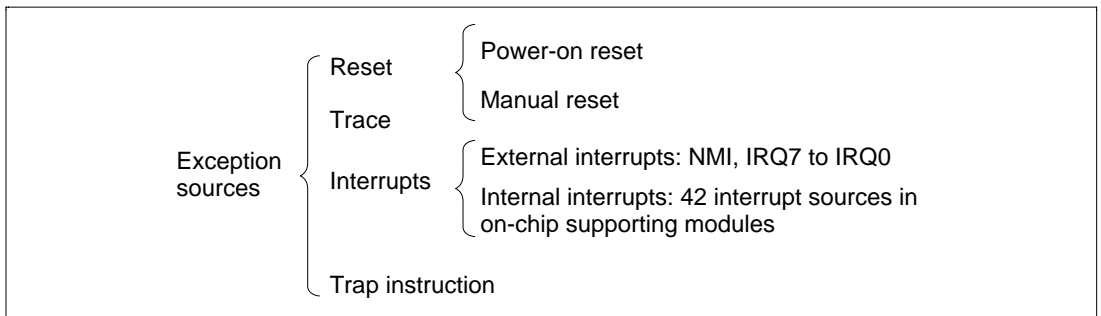 Exception
sources
Reset
Power-on reset
Manual reset
Trace
Interrupts
External interrupts: NMI, IRQ7 to IRQ0
Internal interrupts: 42 interrupt sources in
on-chip supporting modules
Trap instruction